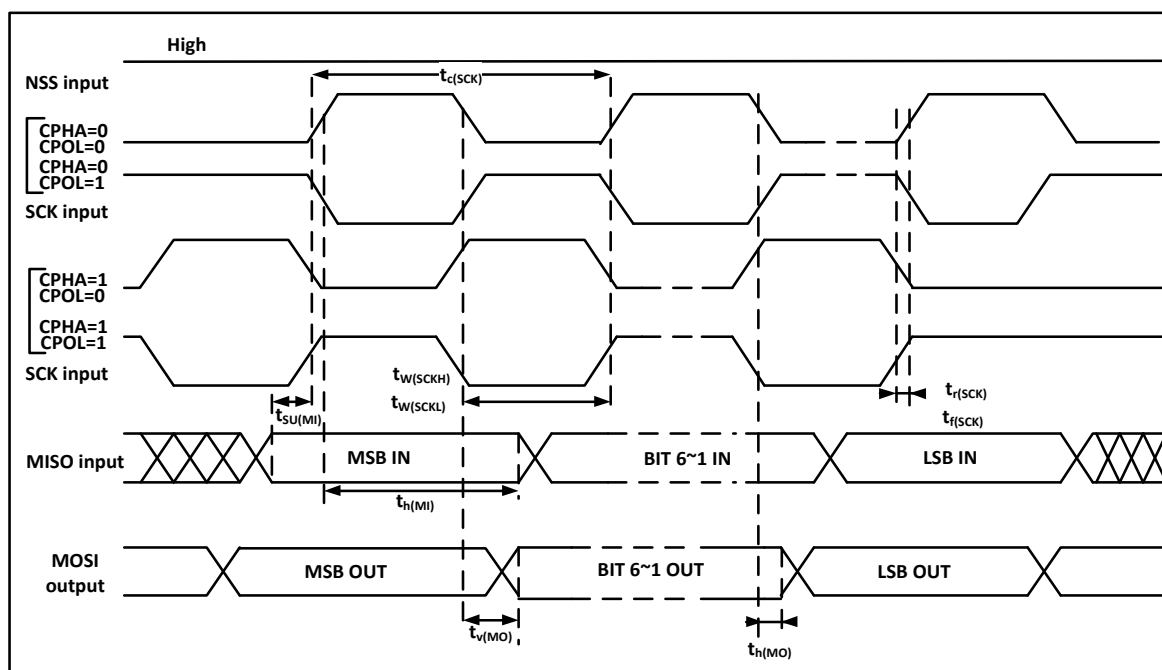 High
NSS input
tc(SCK)
CPHA=0
CPOL=0
CPHA=0
CPOL=1
SCK input
CPHA=1
CPOL=0
CPHA=1
CPOL=1
SCK input
tW(SCKH)
tW(SCKL)
tr(SCK)
tf(SCK)
tSU(MI)
MISO input
MSB IN
BIT 6~1 IN
LSB IN
th(MI)
MOSI
output
MSB OUT
BIT 6~1 OUT
LSB OUT
tv(MO)
th(MO)